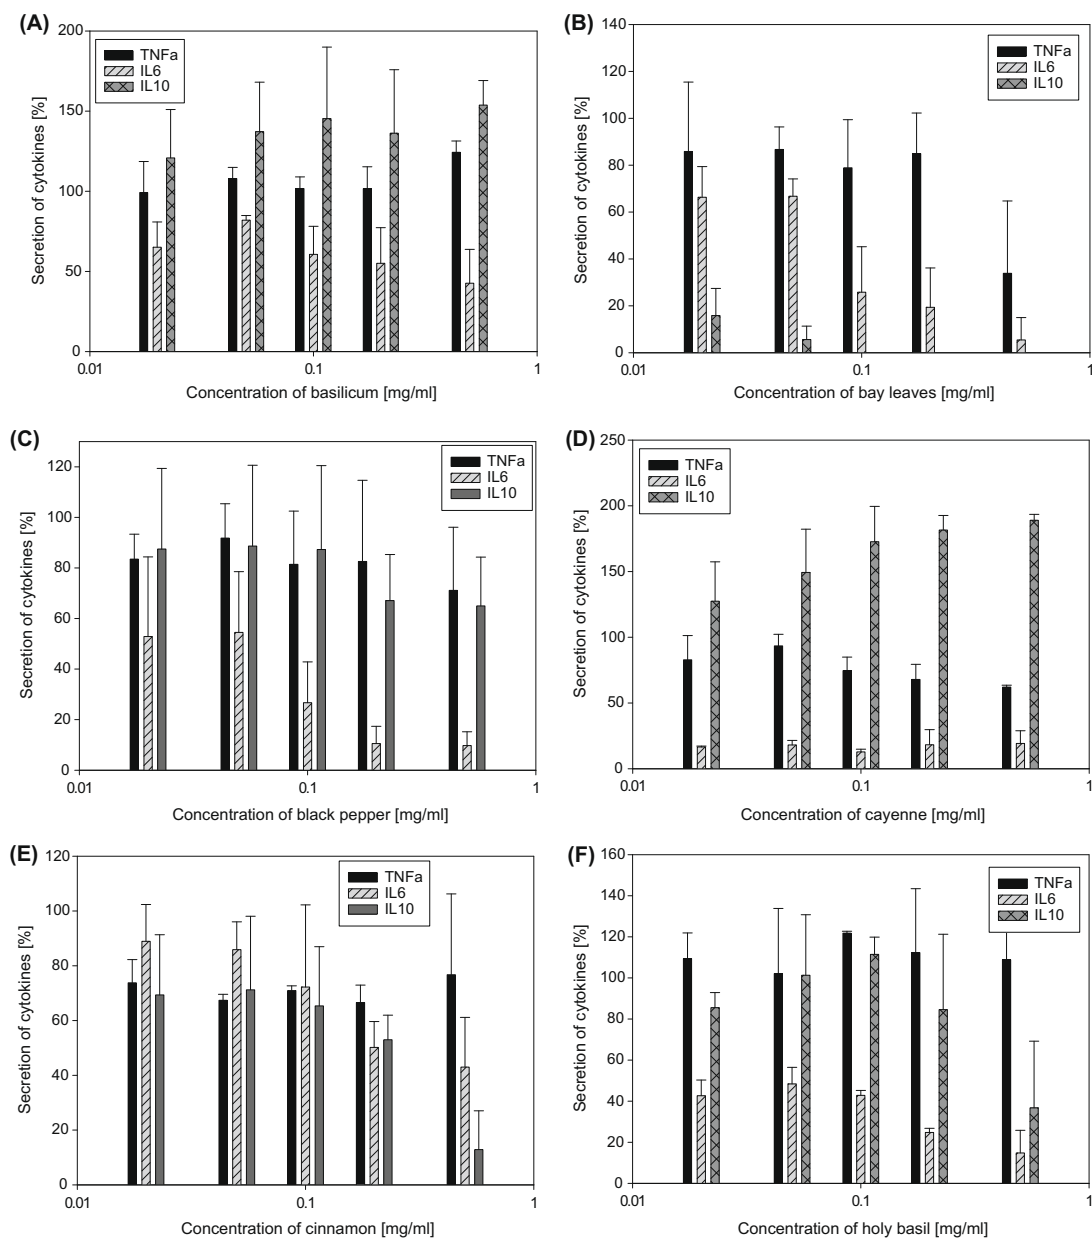 (A)
200
150
100
50
0
Secretion of cytokines [%]
TNFa
IL6
IL10
0.01
0.1
1
Concentration of basilicum [mg/ml]
(B)
140
120
100
80
60
40
20
0
Secretion of cytokines [%]
TNFa
IL6
IL10
0.01
0.1
1
Concentration of bay leaves [mg/ml]
(C)
120
100
80
60
40
20
0
Secretion of cytokines [%]
TNFa
IL6
IL10
0.01
0.1
1
Concentration of black pepper [mg/ml]
(D)
250
200
150
100
50
0
Secretion of cytokines [%]
TNFa
IL6
IL10
0.01
0.1
1
Concentration of cayenne [mg/ml]
(E)
120
100
80
60
40
20
0
Secretion of cytokines [%]
TNFa
IL6
IL10
0.01
0.1
1
Concentration of cinnamon [mg/ml]
(F)
160
140
120
100
80
60
40
20
0
Secretion of cytokines [%]
TNFa
IL6
IL10
0.01
0.1
1
Concentration of holy basil [mg/ml]